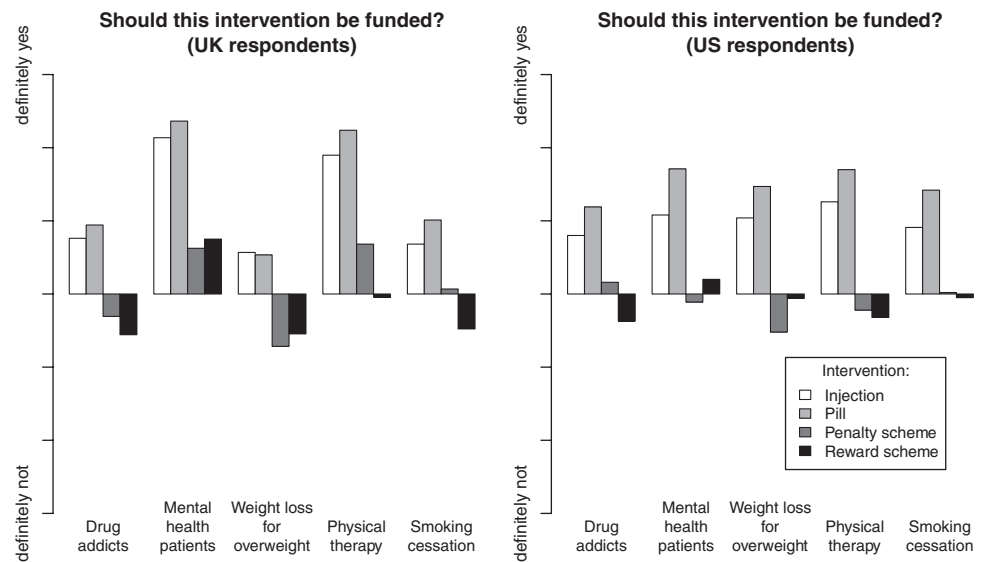 Should this intervention be funded?
(UK respondents)
definitely yes
definitely not
Drug
addicts
Mental
health
patients
Weight loss
for
overweight
Physical
therapy
Smoking
cessation
Should this intervention be funded?
(US respondents)
definitely yes
definitely not
Intervention:
Injection
Pill
Penalty scheme
Reward scheme
Drug
addicts
Mental
health
patients
Weight loss
for
overweight
Physical
therapy
Smoking
cessation